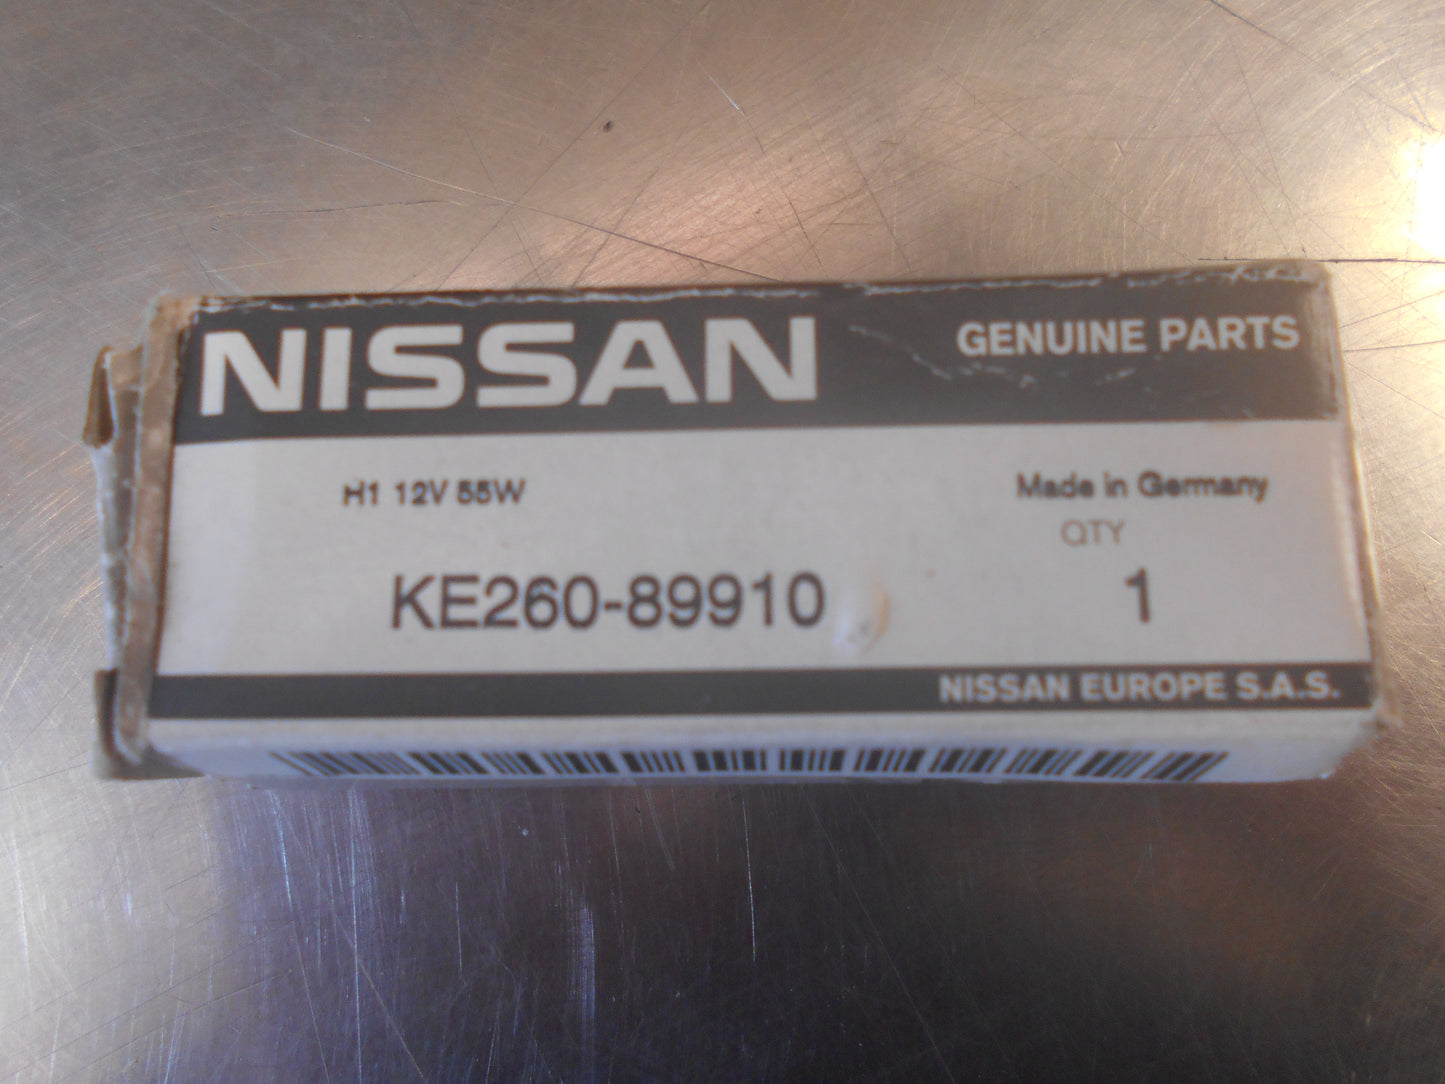 NISSAN GENUINE PARTS
H1 12V 55W Made in Germany
QTY
KE260-89910 1
NISSAN EUROPE S.A.S.